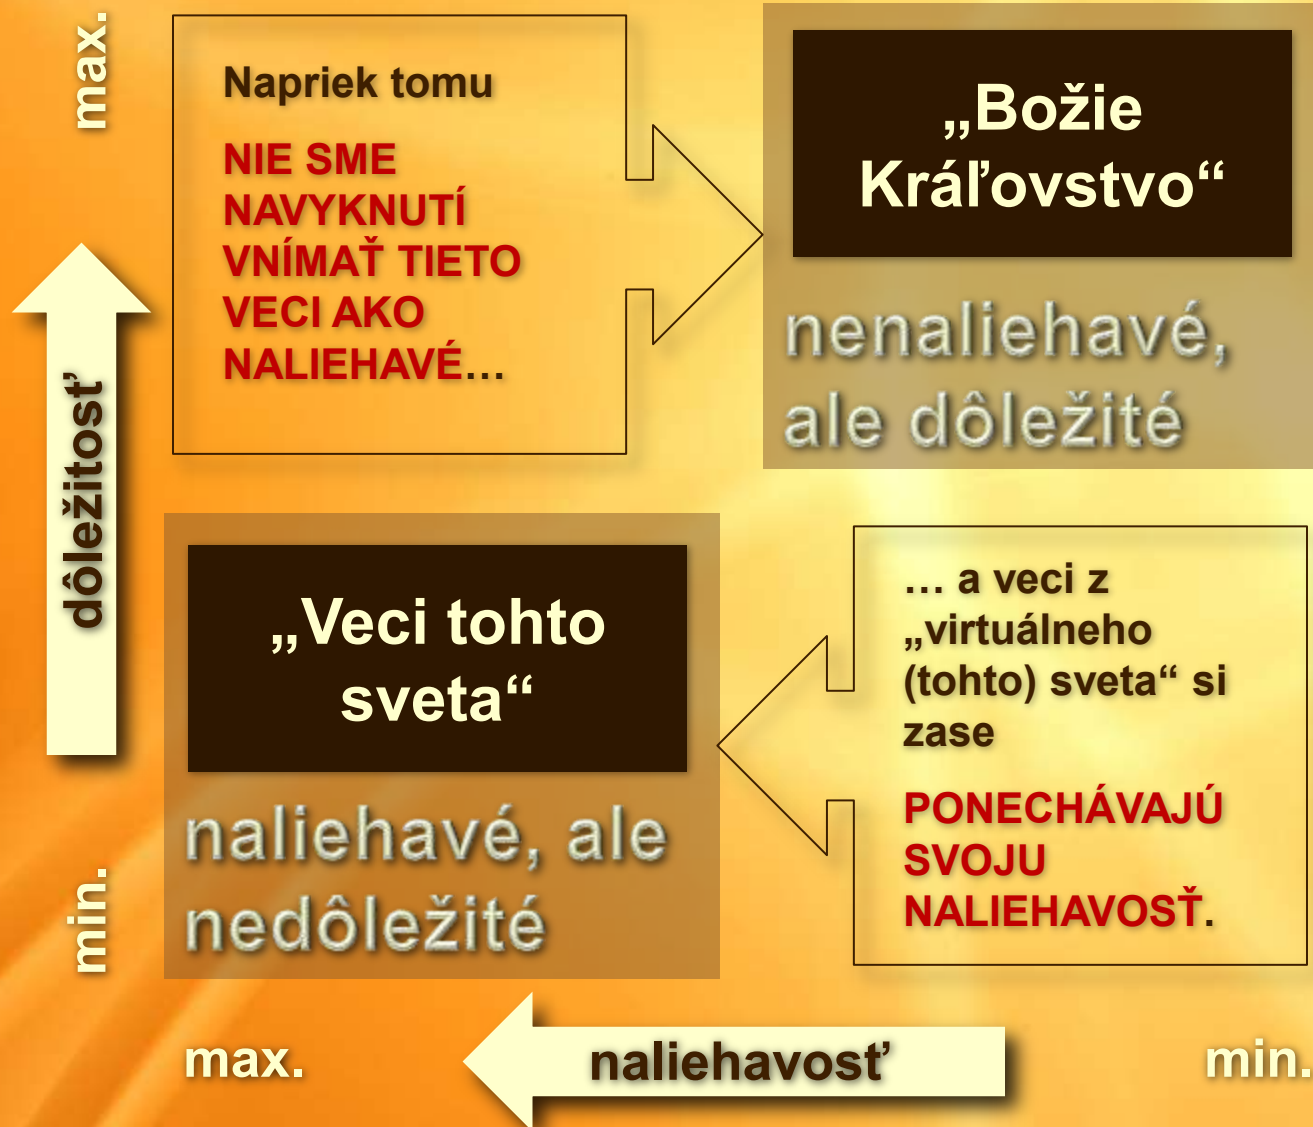 max.
Napriek tomu
NIE SME
NAVYKNUTÍ
VNÍMAŤ TIETO
VECI AKO
NALIEHAVÉ…
„Božie
Kráľovstvo“
nenaliehavé,
ale dôležité
dôležitosť
„Veci tohto
sveta“
naliehavé, ale
nedôležité
… a veci z
„virtuálneho
(tohto) sveta“ si
zase
PONECHÁVAJÚ
SVOJU
NALIEHAVOSŤ.
min.
max.
naliehavosť
min.